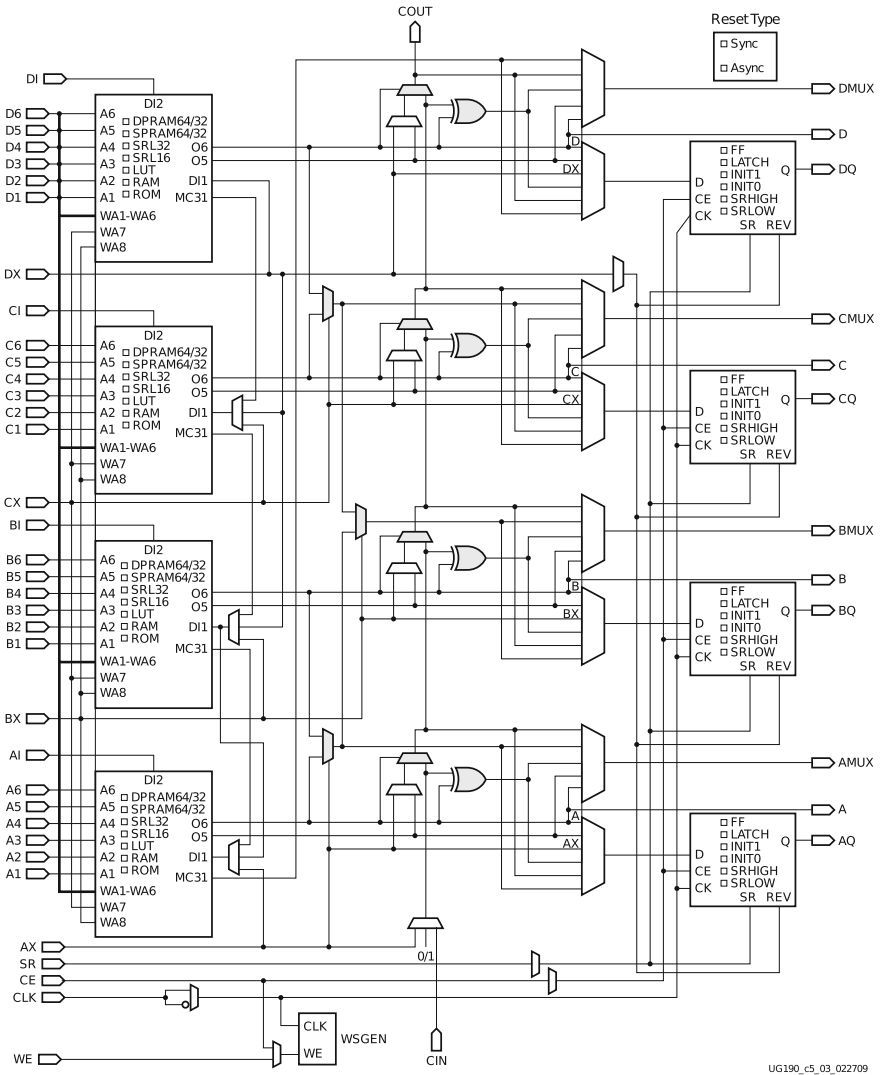 COUT
Reset Type
Sync
Async
DI
DI2
D6
D5
D4
D3
D2
D1
A6
A5
A4
A3
A2
A1
WA1-WA6
WA7
WA8
DPRAM64/32
SPRAM64/32
SRL32
SRL16
LUT
RAM
ROM
O6
O5
DI1
MC31
D
DX
DMUX
D
DQ
FF
LATCH
INIT1
INIT0
SRHIGH
SRLOW
D
CE
CK
Q
SR REV
DX
CI
DI2
C6
C5
C4
C3
C2
C1
A6
A5
A4
A3
A2
A1
WA1-WA6
WA7
WA8
DPRAM64/32
SPRAM64/32
SRL32
SRL16
LUT
RAM
ROM
O6
O5
DI1
MC31
C
CX
CMUX
C
CQ
FF
LATCH
INIT1
INIT0
SRHIGH
SRLOW
D
CE
CK
Q
SR REV
CX
BI
DI2
B6
B5
B4
B3
B2
B1
A6
A5
A4
A3
A2
A1
WA1-WA6
WA7
WA8
DPRAM64/32
SPRAM64/32
SRL32
SRL16
LUT
RAM
ROM
O6
O5
DI1
MC31
B
BX
BMUX
B
BQ
FF
LATCH
INIT1
INIT0
SRHIGH
SRLOW
D
CE
CK
Q
SR REV
BX
AI
DI2
A6
A5
A4
A3
A2
A1
A6
A5
A4
A3
A2
A1
WA1-WA6
WA7
WA8
DPRAM64/32
SPRAM64/32
SRL32
SRL16
LUT
RAM
ROM
O6
O5
DI1
MC31
A
AX
AMUX
A
AQ
FF
LATCH
INIT1
INIT0
SRHIGH
SRLOW
D
CE
CK
Q
SR REV
AX
0/1
SR
CE
CLK
CLK
WE
WSGEN
WE
CIN
UG190_c5_03_022709